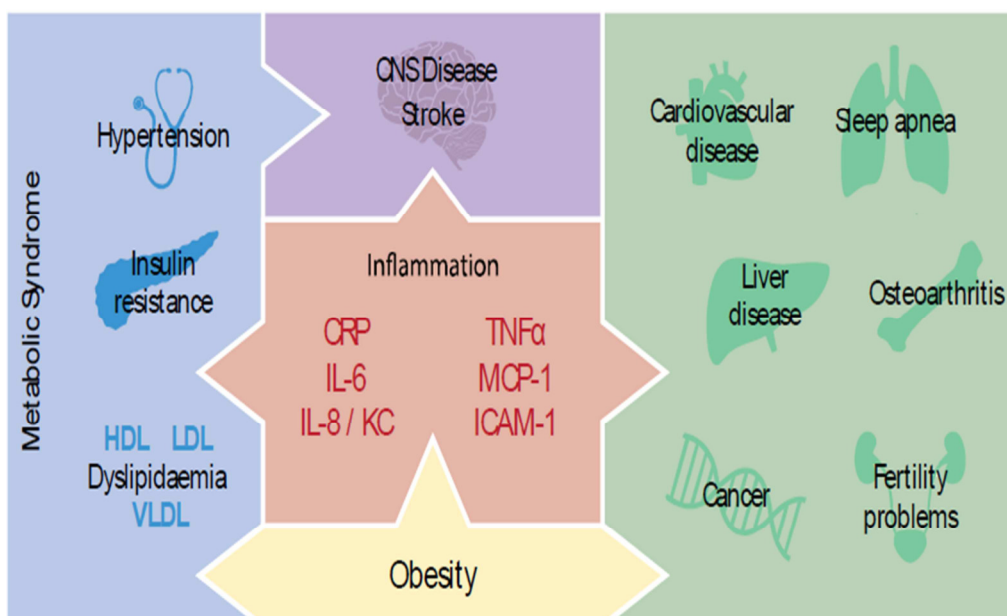 Metabolic Syndrome
Hypertension
Insulin
resistance
HDL LDL
Dyslipidaemia
VLDL
CNS Disease
Stroke
Inflammation
CRP
IL-6
IL-8 / KC
TNFα
MCP-1
ICAM-1
Obesity
Cardiovascular
disease
Sleep apnea
Liver
disease
Osteoarthritis
Cancer
Fertility
problems